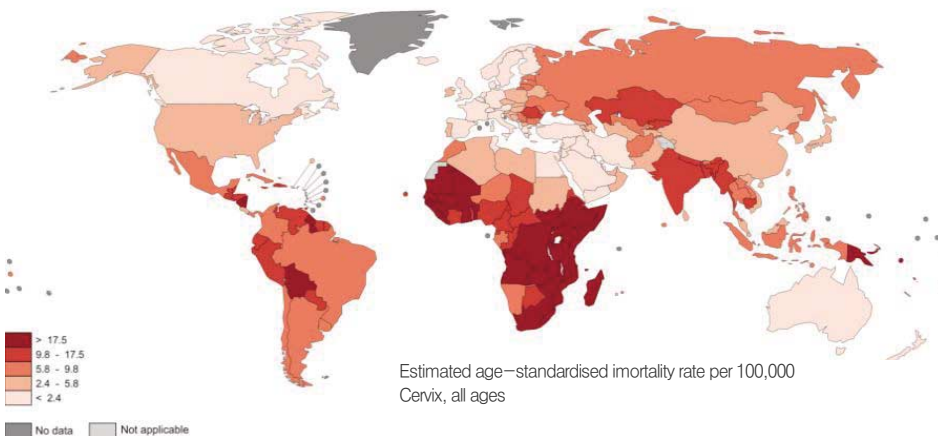 > 17.5
9.8 - 17.5
5.8 - 9.8
2.4 - 5.8
< 2.4
No data Not applicable
Estimated age-standardised imortality rate per 100,000
Cervix, all ages